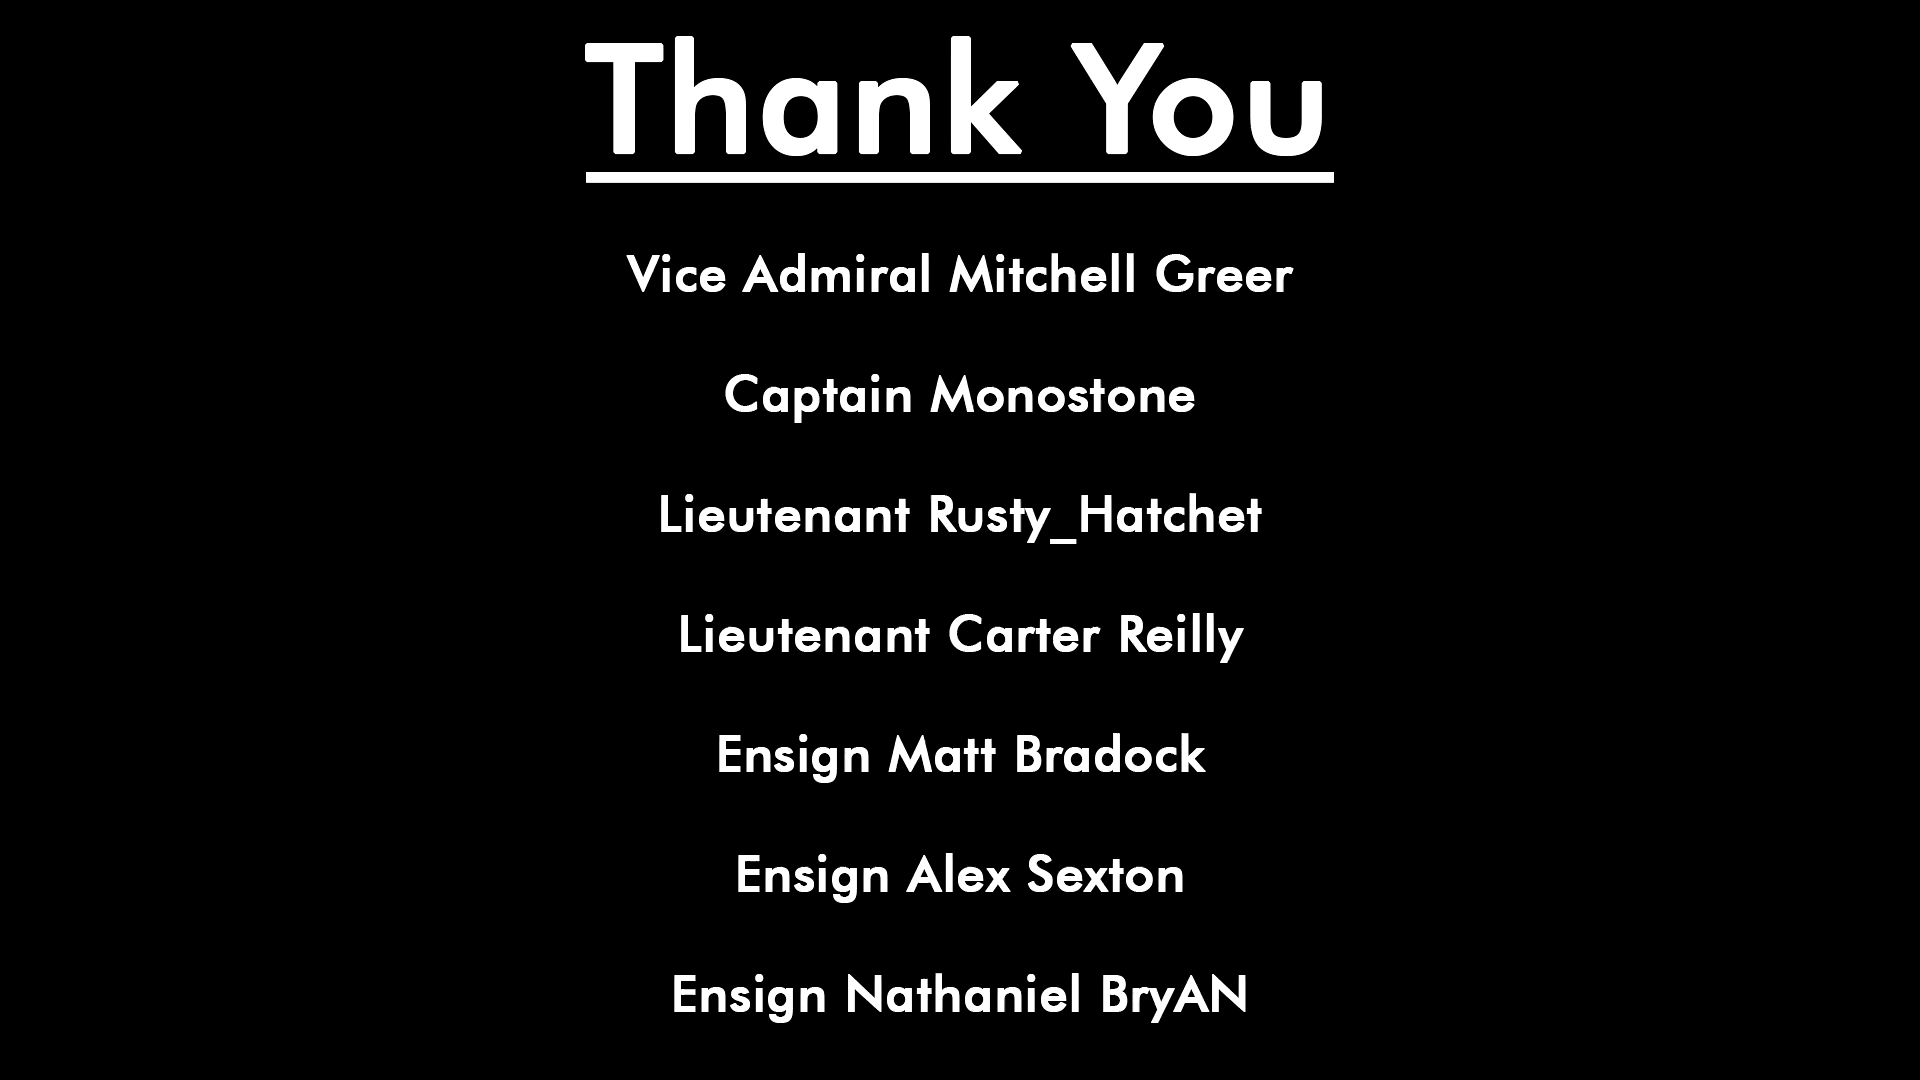 Thank You
Vice Admiral Mitchell Greer
Captain Monostone
Lieutenant Rusty_Hatchet
Lieutenant Carter Reilly
Ensign Matt Bradock
Ensign Alex Sexton
Ensign Nathaniel BryAN